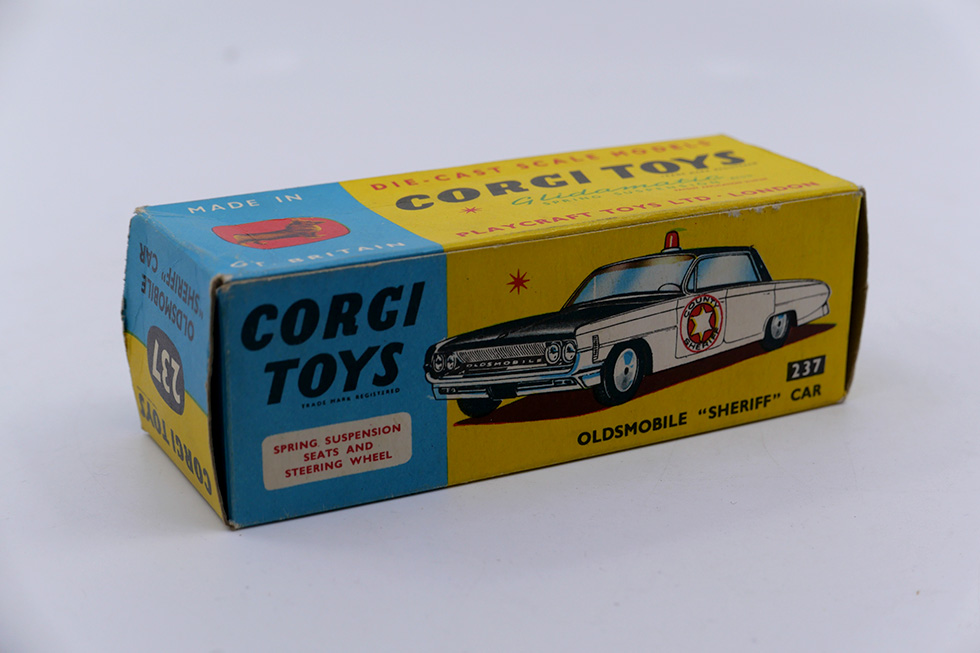 MADE IN
GT. BRITAIN
DIE-CAST SCALE MODELS
CORGI TOYS
Glidamatic
SPRING
PLAYCRAFT TOYS LTD · LONDON
OLDSMOBILE
"SHERIFF" CAR
237
CORGI TOYS
CORGI
TOYS
TRADE MARK REGISTERED
SPRING SUSPENSION
SEATS AND
STEERING WHEEL
OLDSMOBILE
COUNTY
SHERIFF
237
OLDSMOBILE "SHERIFF" CAR